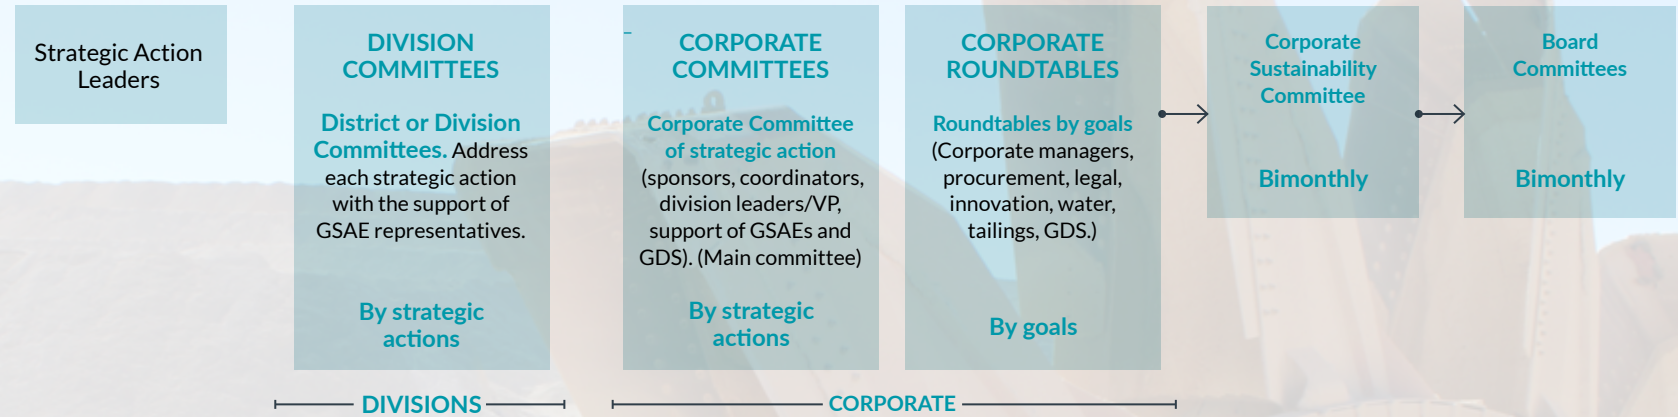 Strategic Action
Leaders
DIVISION
COMMITTEES
District or Division
Committees. Address
each strategic action
with the support of
GSAE representatives.
By strategic
actions
CORPORATE
COMMITTEES
Corporate Committee
of strategic action
(sponsors, coordinators,
division leaders/VP,
support of GSAEs and
GDS). (Main committee)
By strategic
actions
CORPORATE
ROUNDTABLES
Roundtables by goals
(Corporate managers,
procurement, legal,
innovation, water,
tailings, GDS.)
By goals
Corporate
Sustainability
Committee
Bimonthly
Board
Committees
Bimonthly
DIVISIONS
CORPORATE